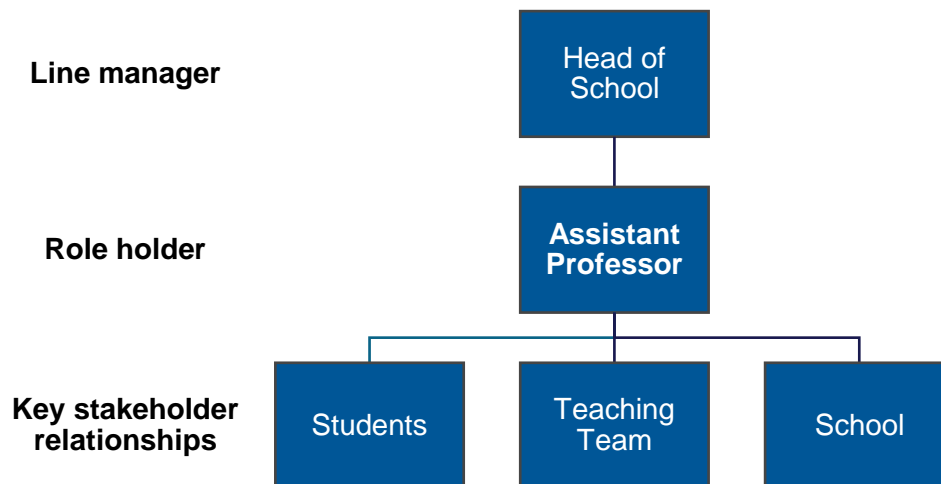 Line manager
Head of
School
Role holder
Assistant
Professor
Key stakeholder
relationships
Students
Teaching
Team
School